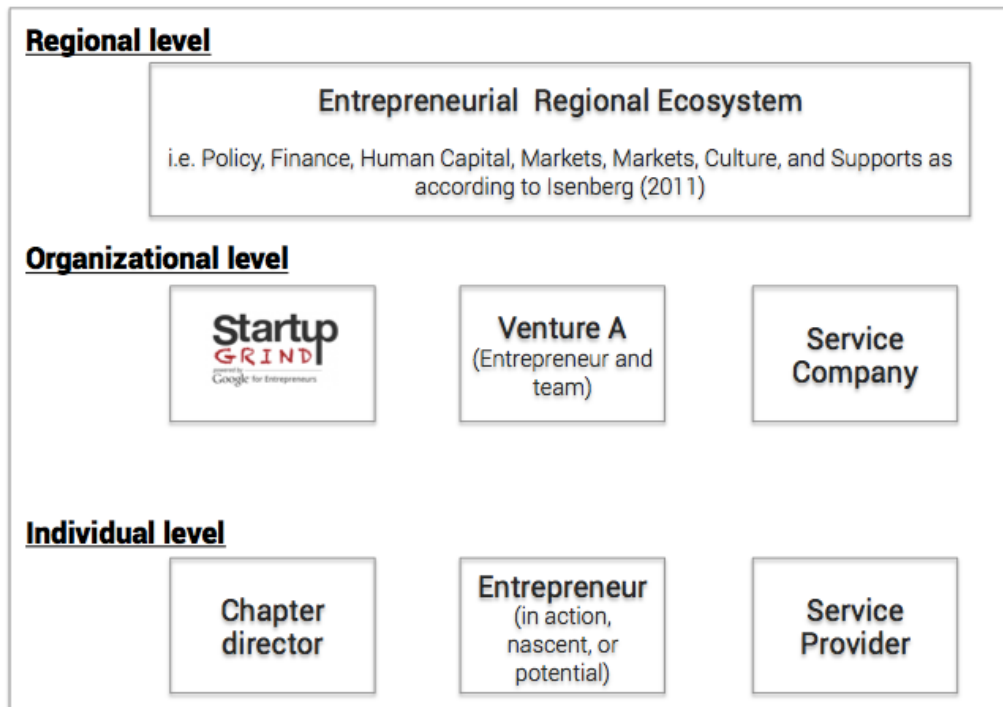 Regional level
Entrepreneurial Regional Ecosystem
i.e. Policy, Finance, Human Capital, Markets, Markets, Culture, and Supports as
according to Isenberg (2011)
Organizational level
Startup
GRIND
powered by
Google for Entrepreneurs
Venture A
(Entrepreneur and
team)
Service
Company
Individual level
Chapter
director
Entrepreneur
(in action,
nascent, or
potential)
Service
Provider